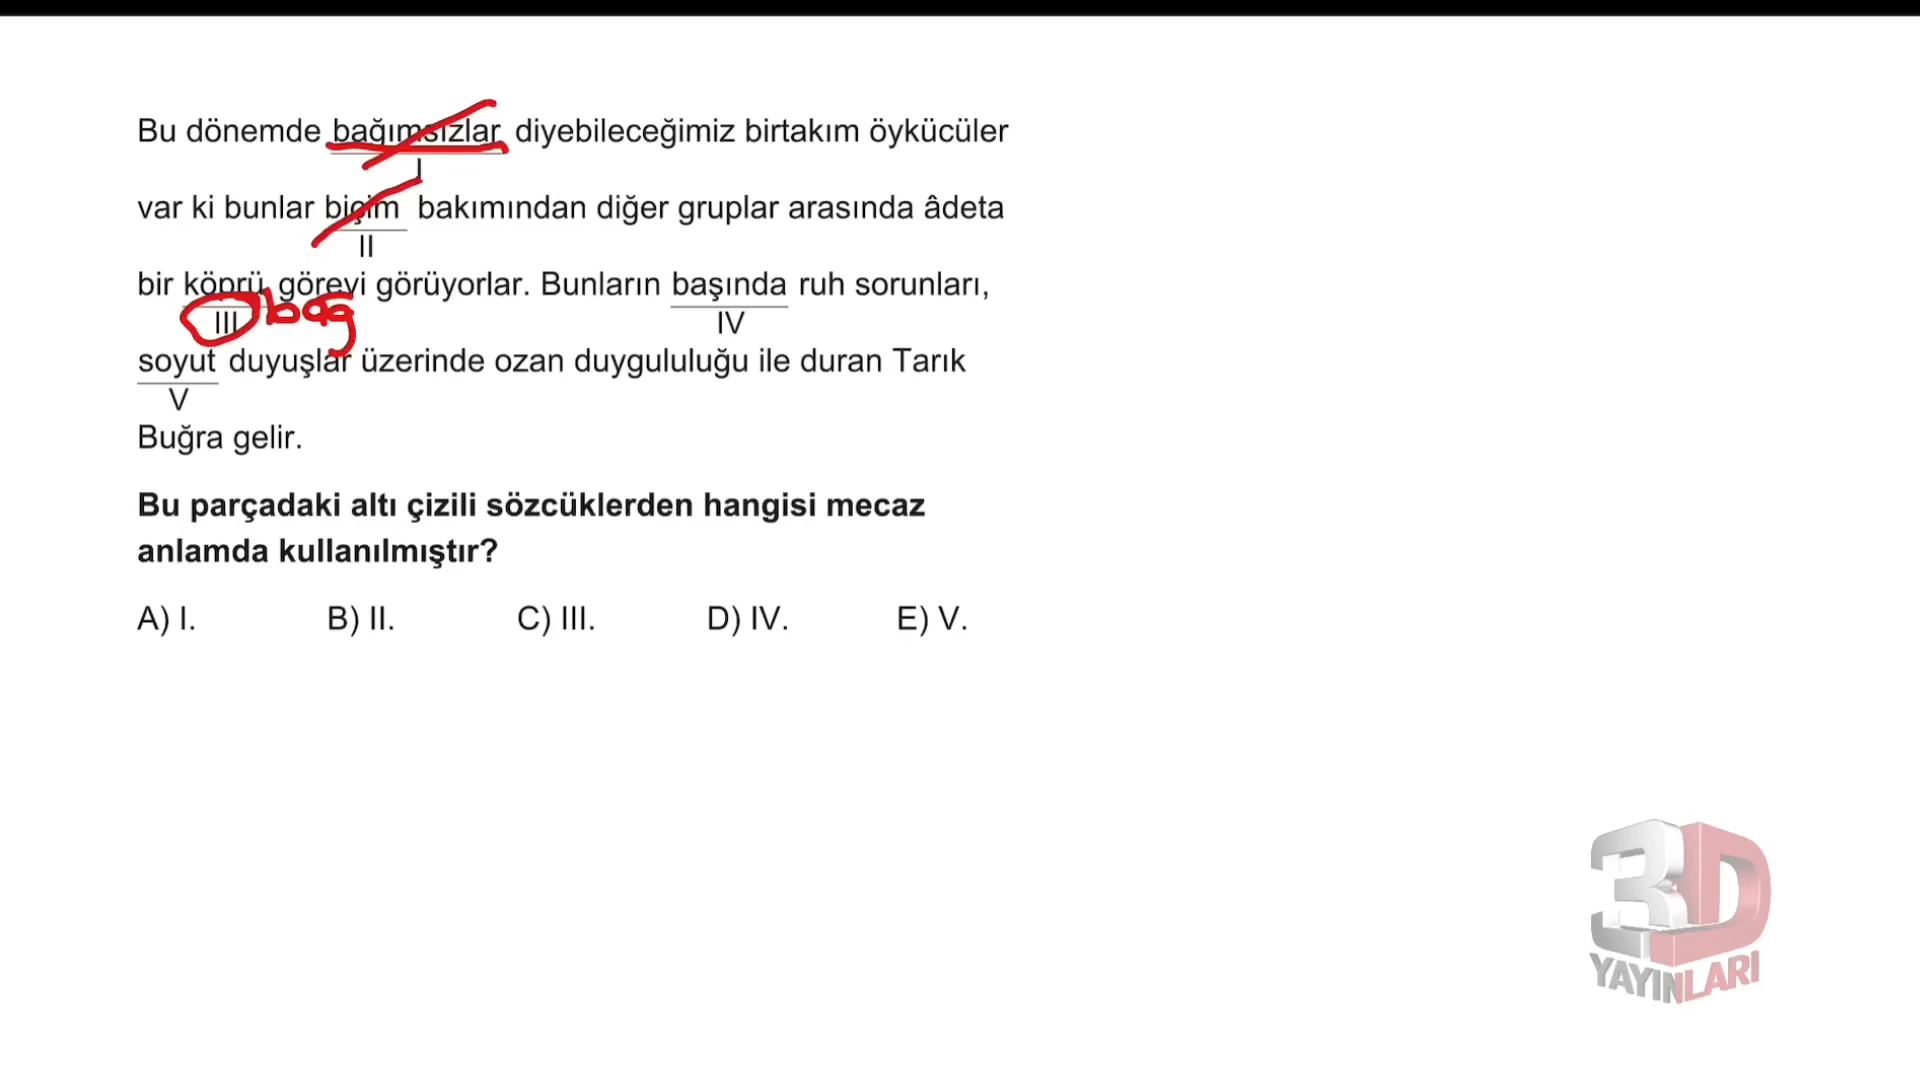 Bu dönemde bağımsızlar diyebileceğimiz birtakım öykücüler
I
var ki bunlar biçim bakımından diğer gruplar arasında âdeta
II
bir köprü görevi görüyorlar. Bunların başında ruh sorunları,
III bağ IV
soyut duyuşlar üzerinde ozan duygululuğu ile duran Tarık
V
Buğra gelir.
Bu parçadaki altı çizili sözcüklerden hangisi mecaz
anlamda kullanılmıştır?
A) I. B) II. C) III. D) IV. E) V.
3D
YAYINLARI